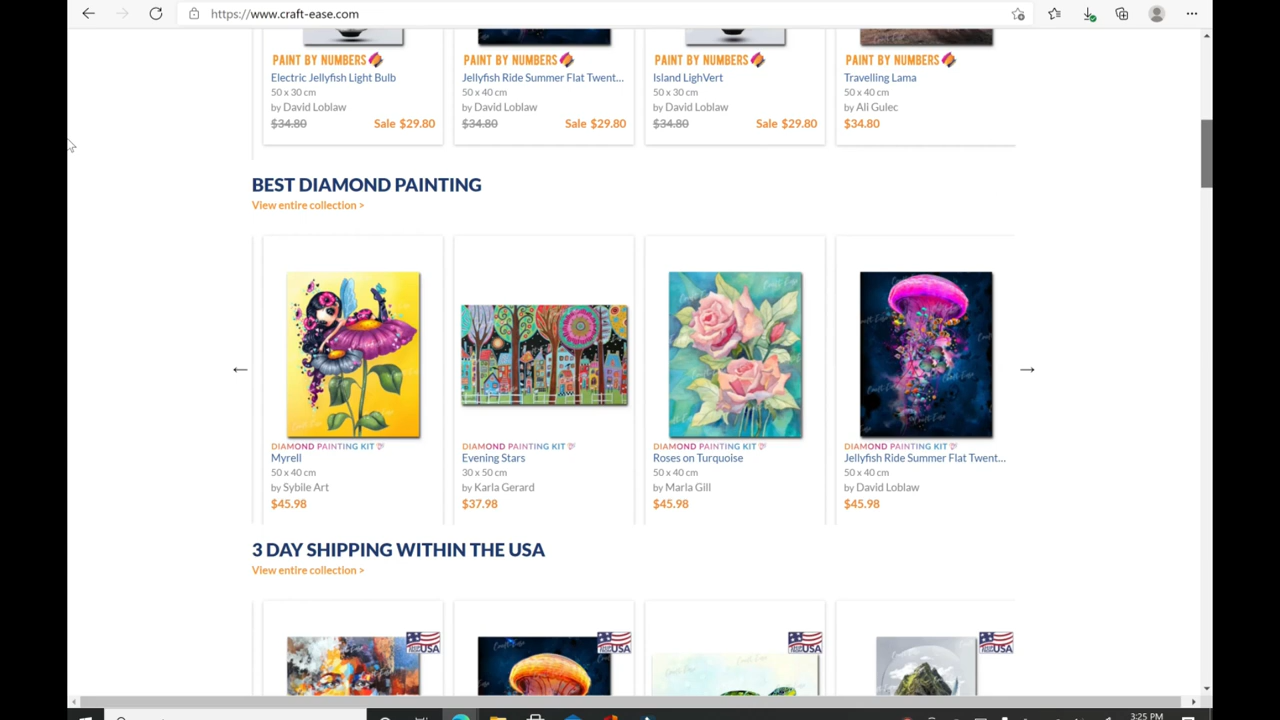 https://www.craft-ease.com
PAINT BY NUMBERS
Electric Jellyfish Light Bulb
50 x 30 cm
by David Loblaw
$34.80 Sale $29.80
PAINT BY NUMBERS
Jellyfish Ride Summer Flat Twent...
50 x 40 cm
by David Loblaw
$34.80 Sale $29.80
PAINT BY NUMBERS
Island LighVert
50 x 30 cm
by David Loblaw
$34.80 Sale $29.80
PAINT BY NUMBERS
Travelling Lama
50 x 40 cm
by Ali Gulec
$34.80
BEST DIAMOND PAINTING
View entire collection >
DIAMOND PAINTING KIT
Myrell
50 x 40 cm
by Sybile Art
$45.98
DIAMOND PAINTING KIT
Evening Stars
30 x 50 cm
by Karla Gerard
$37.98
DIAMOND PAINTING KIT
Roses on Turquoise
50 x 40 cm
by Marla Gill
$45.98
DIAMOND PAINTING KIT
Jellyfish Ride Summer Flat Twent...
50 x 40 cm
by David Loblaw
$45.98
3 DAY SHIPPING WITHIN THE USA
View entire collection >
USA
USA
USA
USA
3:25 PM